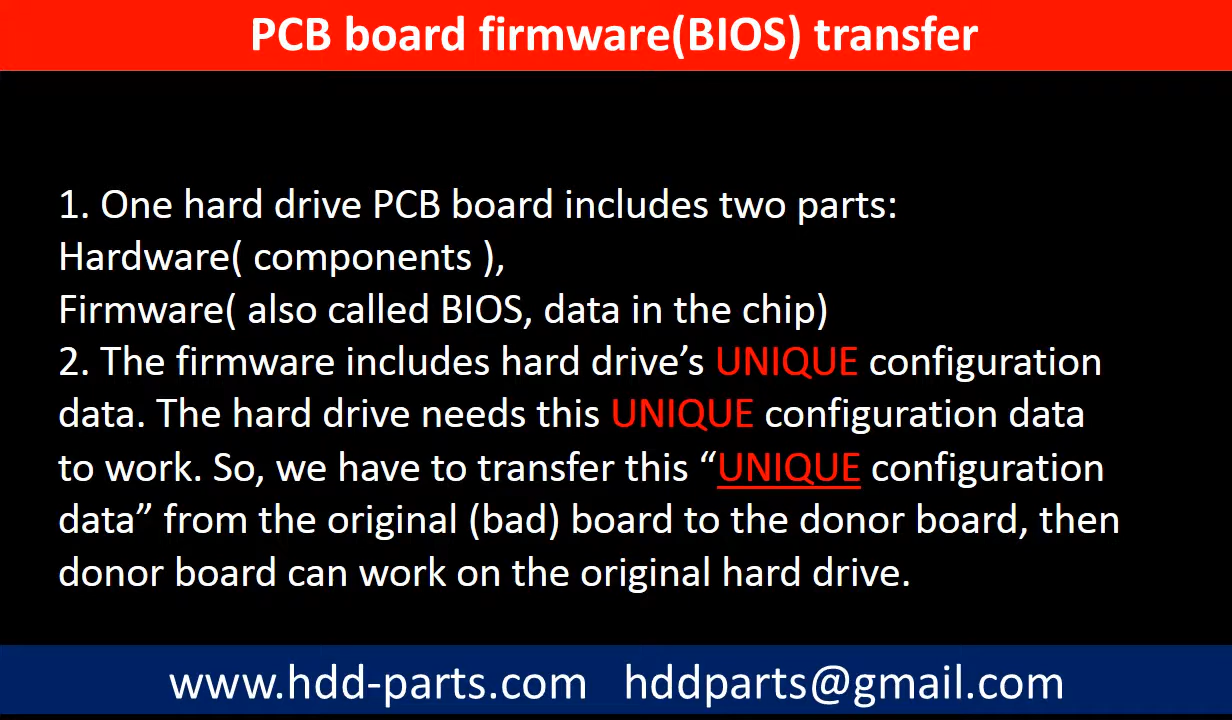 PCB board firmware(BIOS) transfer
1. One hard drive PCB board includes two parts:
Hardware( components ),
Firmware( also called BIOS, data in the chip)
2. The firmware includes hard drive’s UNIQUE configuration
data. The hard drive needs this UNIQUE configuration data
to work. So, we have to transfer this “UNIQUE configuration
data” from the original (bad) board to the donor board, then
donor board can work on the original hard drive.
www.hdd-parts.com hddparts@gmail.com